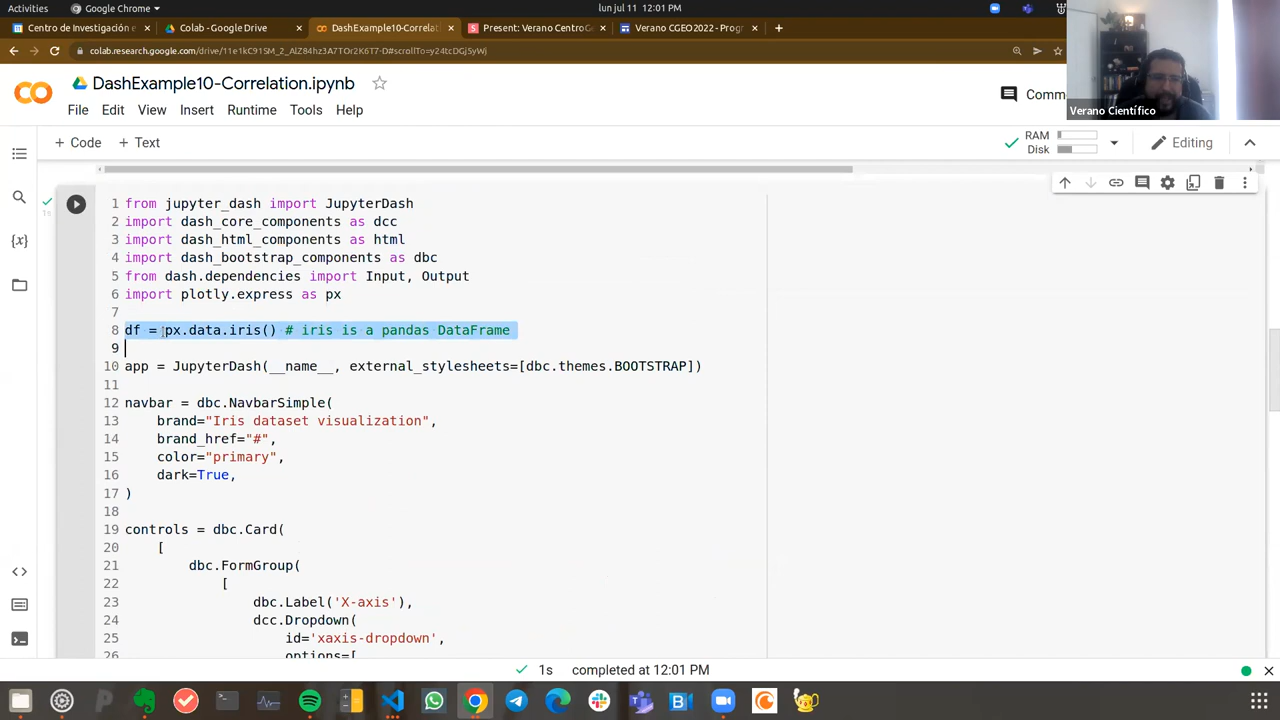 Activities
Google Chrome
lun jul 11 12:01 PM
Centro de Investigación e
Colab - Google Drive
DashExample10-Correlation
Present: Verano CentroGe
Verano CGEO2022 - Prog
colab.research.google.com/drive/11e1kC91SM_2_AlZ84hz3A7TOr2K6T7-D#scrollTo=y24tcDGj5yWj
DashExample10-Correlation.ipynb
File Edit View Insert Runtime Tools Help
Comm
Verano Científico
+ Code + Text
RAM
Disk
Editing
1s
1 from jupyter_dash import JupyterDash
2 import dash_core_components as dcc
3 import dash_html_components as html
4 import dash_bootstrap_components as dbc
5 from dash.dependencies import Input, Output
6 import plotly.express as px
7
8 df = px.data.iris() # iris is a pandas DataFrame
9
10 app = JupyterDash(__name__, external_stylesheets=[dbc.themes.BOOTSTRAP])
11
12 navbar = dbc.NavbarSimple(
13 brand="Iris dataset visualization",
14 brand_href="#",
15 color="primary",
16 dark=True,
17 )
18
19 controls = dbc.Card(
20 [
21 dbc.FormGroup(
22 [
23 dbc.Label('X-axis'),
24 dcc.Dropdown(
25 id='xaxis-dropdown',
26 options=[
1s completed at 12:01 PM